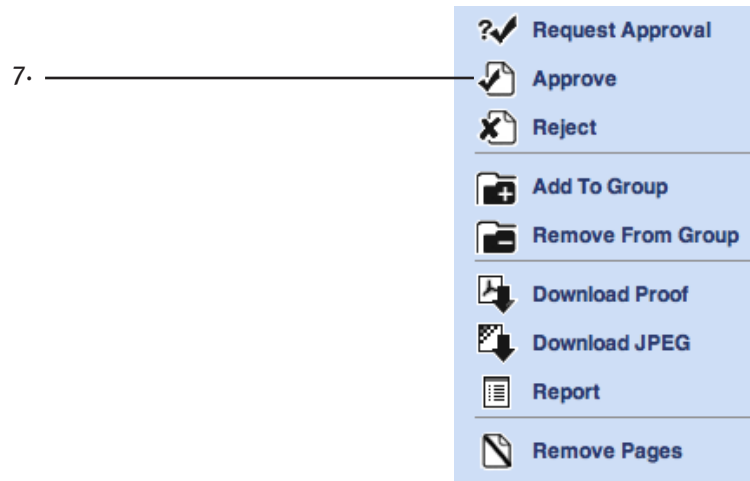 Request Approval
7. Approve
Reject
Add To Group
Remove From Group
Download Proof
Download JPEG
Report
Remove Pages